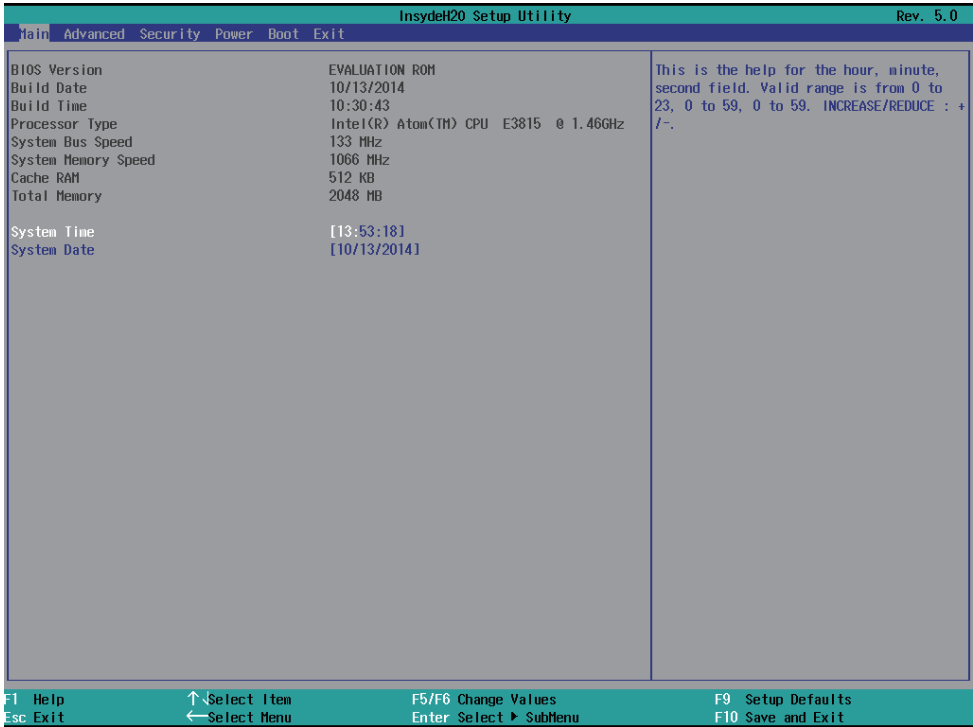 InsydeH20 Setup Utility Rev. 5.0
Main Advanced Security Power Boot Exit
BIOS Version EVALUATION ROM
Build Date 10/13/2014
Build Time 10:30:43
Processor Type Intel(R) Atom(TM) CPU E3815 @ 1.46GHz
System Bus Speed 133 MHz
System Memory Speed 1066 MHz
Cache RAM 512 KB
Total Memory 2048 MB
System Time [13:53:18]
System Date [10/13/2014]
This is the help for the hour, minute,
second field. Valid range is from 0 to
23, 0 to 59, 0 to 59. INCREASE/REDUCE : +
/-.
F1 Help ↑↓Select Item F5/F6 Change Values F9 Setup Defaults
Esc Exit ←Select Menu Enter Select ▶ SubMenu F10 Save and Exit